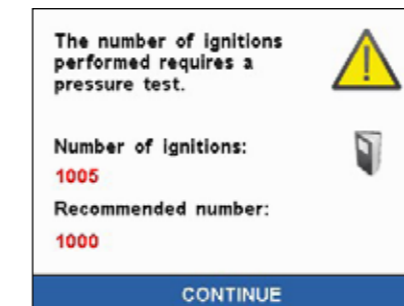 The number of ignitions
performed requires a
pressure test.
Number of ignitions:
1005
Recommended number:
1000
CONTINUE